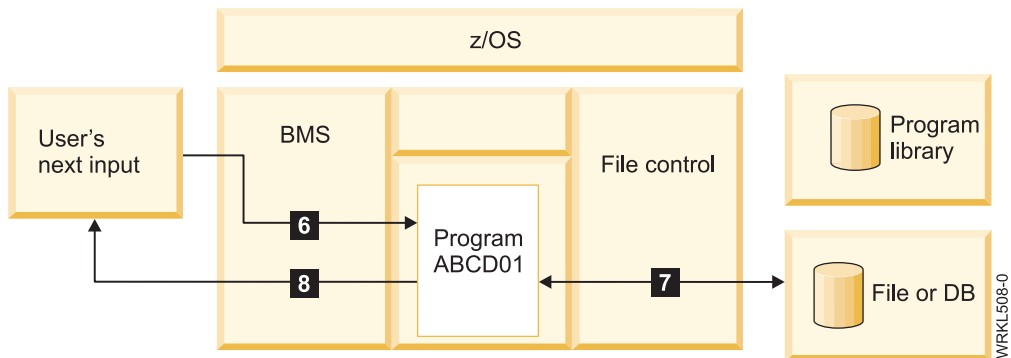 z/OS
User's
next input
BMS
File control
Program
library
6
Program
ABCD01
7
8
File or DB
WRKL508-0